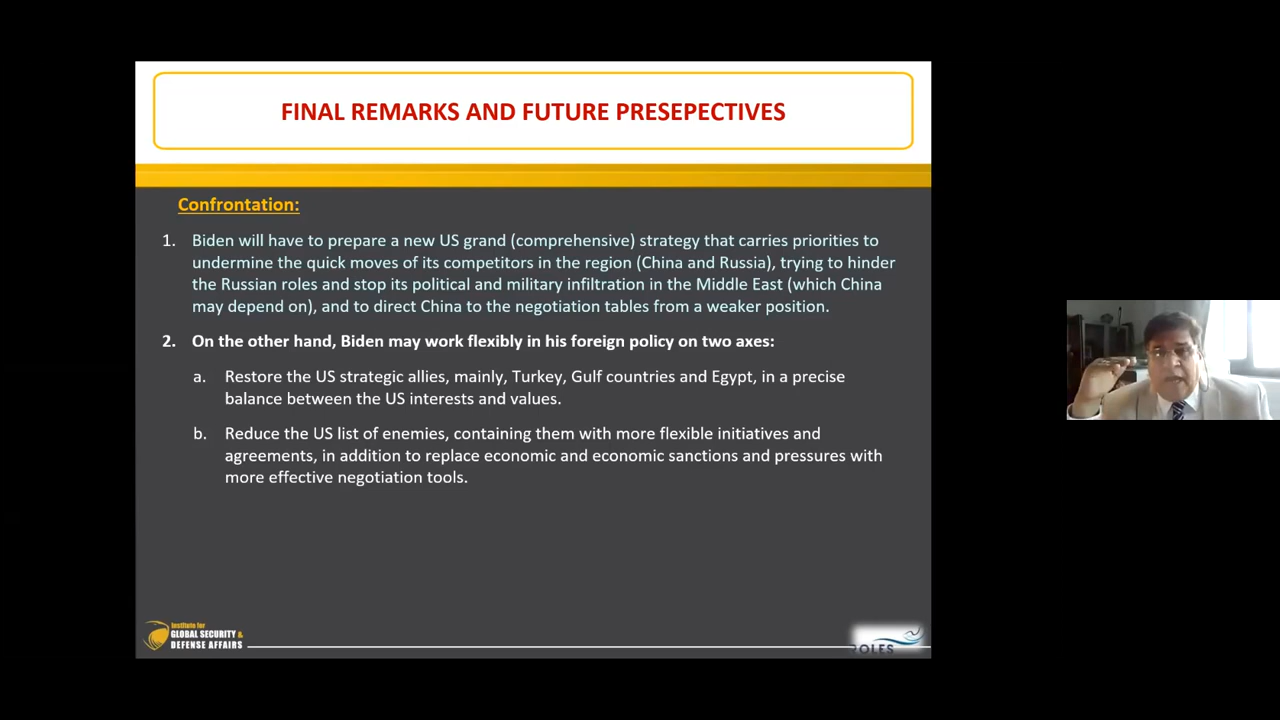 FINAL REMARKS AND FUTURE PRESEPECTIVES
Confrontation:
1. Biden will have to prepare a new US grand (comprehensive) strategy that carries priorities to
undermine the quick moves of its competitors in the region (China and Russia), trying to hinder
the Russian roles and stop its political and military infiltration in the Middle East (which China
may depend on), and to direct China to the negotiation tables from a weaker position.
2. On the other hand, Biden may work flexibly in his foreign policy on two axes:
a. Restore the US strategic allies, mainly, Turkey, Gulf countries and Egypt, in a precise
balance between the US interests and values.
b. Reduce the US list of enemies, containing them with more flexible initiatives and
agreements, in addition to replace economic and economic sanctions and pressures with
more effective negotiation tools.
Institute for
GLOBAL SECURITY &
DEFENSE AFFAIRS
ROLES